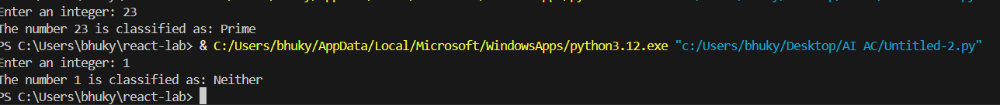 Enter an integer: 23
The number 23 is classified as: Prime
PS C:\Users\bhuky\react-lab> & C:/Users/bhuky/AppData/Local/Microsoft/WindowsApps/python3.12.exe "c:/Users/bhuky/Desktop/AI AC/Untitled-2.py"
Enter an integer: 1
The number 1 is classified as: Neither
PS C:\Users\bhuky\react-lab>